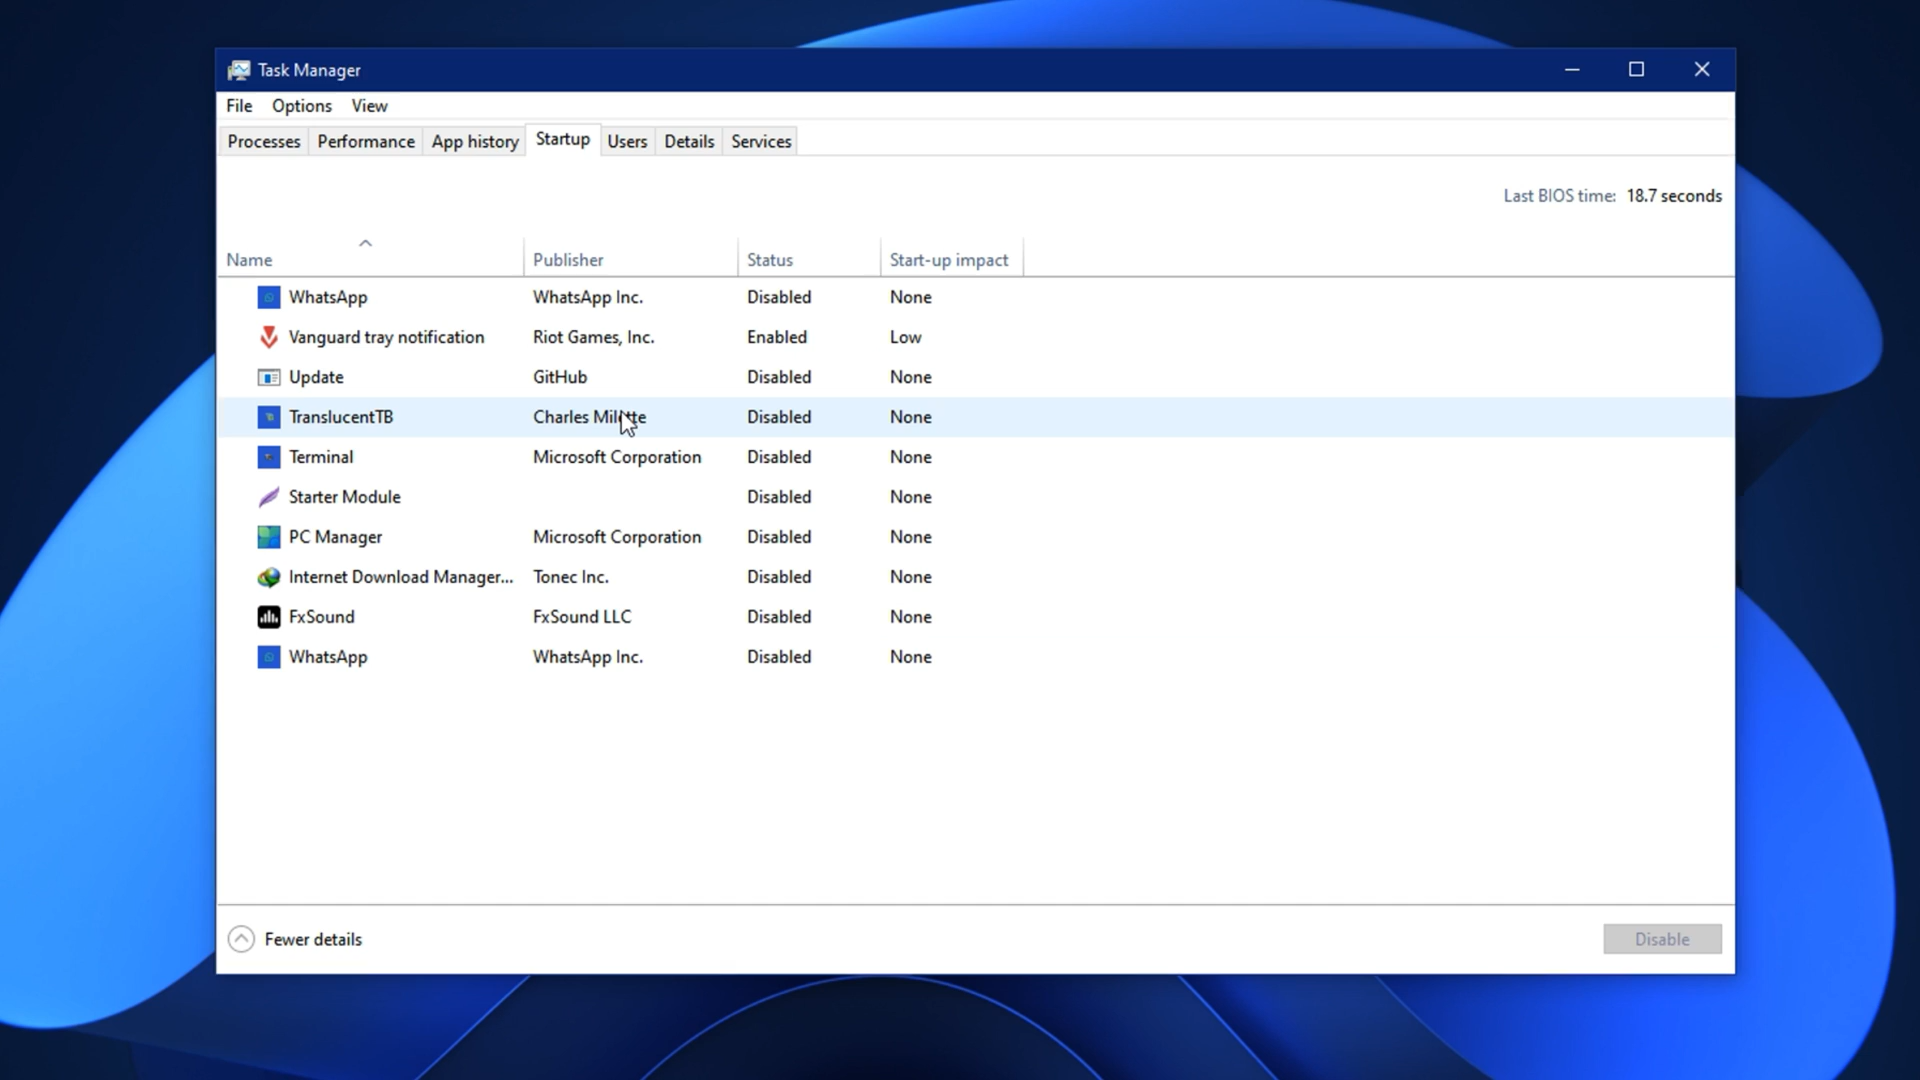 Task Manager
File Options View
Processes Performance App history Startup Users Details Services
Last BIOS time: 18.7 seconds
Name Publisher Status Start-up impact
WhatsApp WhatsApp Inc. Disabled None
Vanguard tray notification Riot Games, Inc. Enabled Low
Update GitHub Disabled None
TranslucentTB Charles Disabled None
Terminal Microsoft Corporation Disabled None
Starter Module Disabled None
PC Manager Microsoft Corporation Disabled None
Internet Download Manager... Tonec Inc. Disabled None
FxSound FxSound LLC Disabled None
WhatsApp WhatsApp Inc. Disabled None
Fewer details Disable